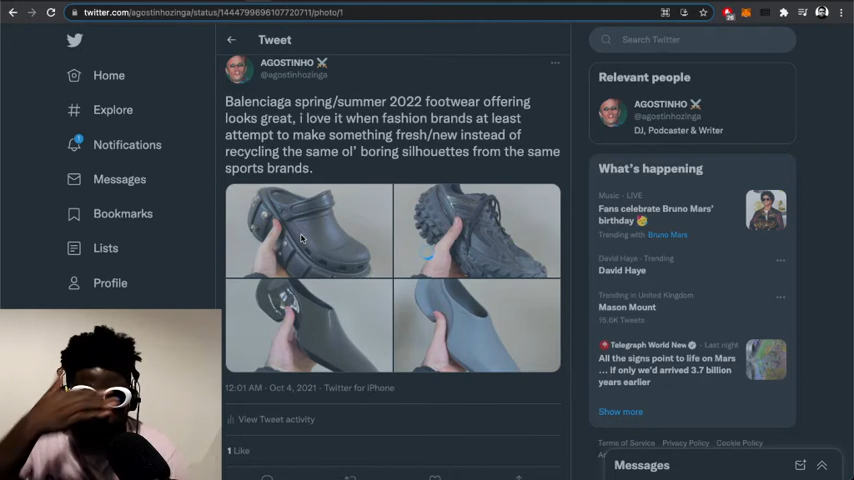 twitter.com/agostinhozinga/status/1444799696107720711/photo/1
26
Home
Explore
1
Notifications
Messages
Bookmarks
Lists
Profile
Tweet
AGOSTINHO
@agostinhozinga
Balenciaga spring/summer 2022 footwear offering
looks great, i love it when fashion brands at least
attempt to make something fresh/new instead of
recycling the same ol' boring silhouettes from the same
sports brands.
12:01 AM · Oct 4, 2021 · Twitter for iPhone
View Tweet activity
1 Like
Search Twitter
Relevant people
AGOSTINHO
@agostinhozinga
DJ, Podcaster & Writer
What's happening
Music · LIVE
Fans celebrate Bruno Mars'
birthday
Trending with Bruno Mars
David Haye · Trending
David Haye
Trending in United Kingdom
Mason Mount
15.0K Tweets
Telegraph World New · Last night
All the signs point to life on Mars
... if only we'd arrived 3.7 billion
years earlier
Show more
Terms of Service Privacy Policy Cookie Policy
Messages